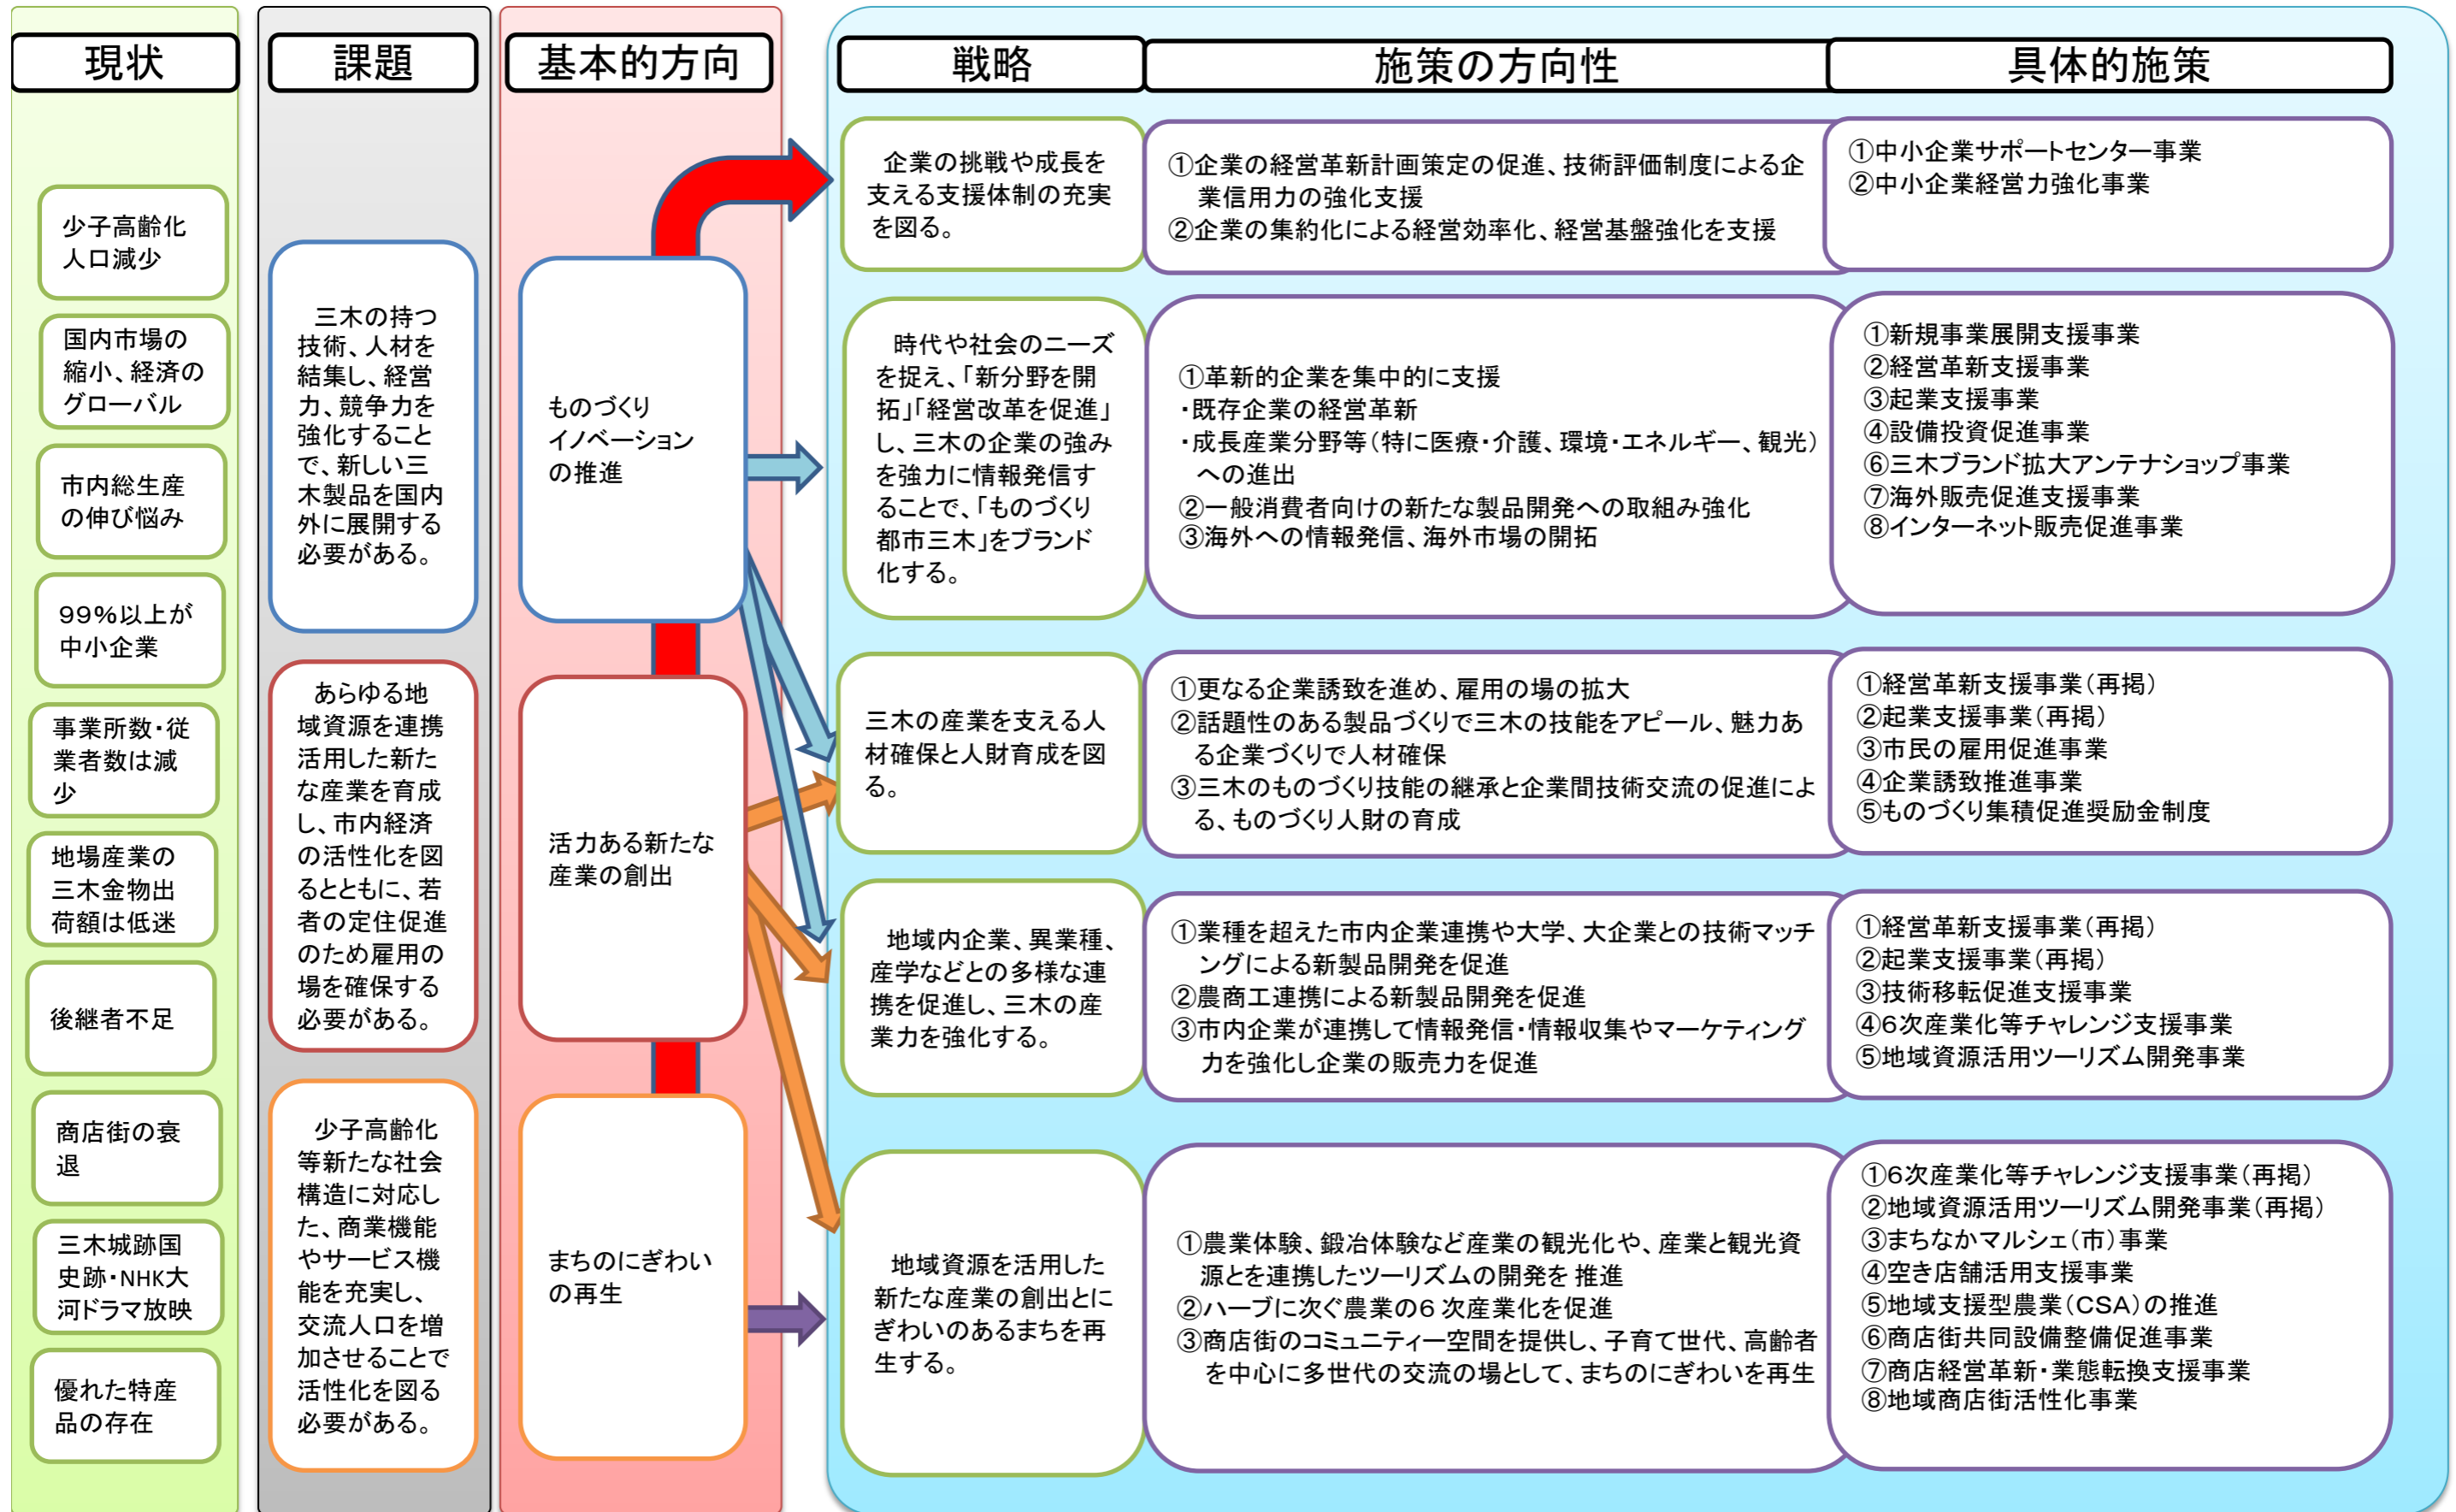 現状
課題
基本的方向
戦略
施策の方向性
具体的施策
少子高齢化
人口減少
国内市場の
縮小、経済の
グローバル
市内総生産
の伸び悩み
99%以上が
中小企業
事業所数・従
業者数は減
少
地場産業の
三木金物出
荷額は低迷
後継者不足
商店街の衰
退
三木城跡国
史跡・NHK大
河ドラマ放映
優れた特産
品の存在
三木の持つ
技術、人材を
結集し、経営
力、競争力を
強化すること
で、新しい三
木製品を国内
外に展開する
必要がある。
あらゆる地
域資源を連携
活用した新た
な産業を育成
し、市内経済
の活性化を図
るとともに、若
者の定住促進
のため雇用の
場を確保する
必要がある。
少子高齢化
等新たな社会
構造に対応し
た、商業機能
やサービス機
能を充実し、
交流人口を増
加させることで
活性化を図る
必要がある。
ものづくり
イノベーション
の推進
活力ある新たな
産業の創出
まちのにぎわい
の再生
企業の挑戦や成長を
支える支援体制の充実
を図る。
①企業の経営革新計画策定の促進、技術評価制度による企
業信用力の強化支援
②企業の集約化による経営効率化、経営基盤強化を支援
①中小企業サポートセンター事業
②中小企業経営力強化事業
時代や社会のニーズ
を捉え、「新分野を開
拓」「経営改革を促進」
し、三木の企業の強み
を強力に情報発信す
ることで、「ものづくり
都市三木」をブランド
化する。
①革新的企業を集中的に支援
・既存企業の経営革新
・成長産業分野等(特に医療・介護、環境・エネルギー、観光)
への進出
②一般消費者向けの新たな製品開発への取組み強化
③海外への情報発信、海外市場の開拓
①新規事業展開支援事業
②経営革新支援事業
③起業支援事業
④設備投資促進事業
⑥三木ブランド拡大アンテナショップ事業
⑦海外販売促進支援事業
⑧インターネット販売促進事業
三木の産業を支える人
材確保と人財育成を図
る。
①更なる企業誘致を進め、雇用の場の拡大
②話題性のある製品づくりで三木の技能をアピール、魅力あ
る企業づくりで人材確保
③三木のものづくり技能の継承と企業間技術交流の促進によ
る、ものづくり人財の育成
①経営革新支援事業(再掲)
②起業支援事業(再掲)
③市民の雇用促進事業
④企業誘致推進事業
⑤ものづくり集積促進奨励金制度
地域内企業、異業種、
産学などとの多様な連
携を促進し、三木の産
業力を強化する。
①業種を超えた市内企業連携や大学、大企業との技術マッチ
ングによる新製品開発を促進
②農商工連携による新製品開発を促進
③市内企業が連携して情報発信・情報収集やマーケティング
力を強化し企業の販売力を促進
①経営革新支援事業(再掲)
②起業支援事業(再掲)
③技術移転促進支援事業
④6次産業化等チャレンジ支援事業
⑤地域資源活用ツーリズム開発事業
地域資源を活用した
新たな産業の創出とに
ぎわいのあるまちを再
生する。
①農業体験、鍛冶体験など産業の観光化や、産業と観光資
源とを連携したツーリズムの開発を 推進
②ハーブに次ぐ農業の6 次産業化を促進
③商店街のコミュニティー空間を提供し、子育て世代、高齢者
を中心に多世代の交流の場として、まちのにぎわいを再生
①6次産業化等チャレンジ支援事業(再掲)
②地域資源活用ツーリズム開発事業(再掲)
③まちなかマルシェ(市)事業
④空き店舗活用支援事業
⑤地域支援型農業(CSA)の推進
⑥商店街共同設備整備促進事業
⑦商店経営革新・業態転換支援事業
⑧地域商店街活性化事業